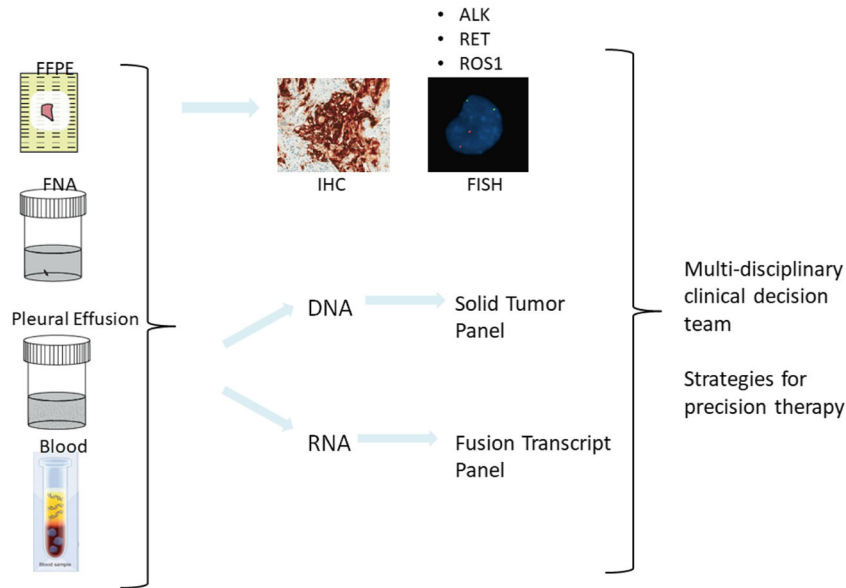 • ALK
• RET
• ROS1
FFPE
IHC
FISH
FNA
Pleural Effusion
Blood
Blood sample
DNA
Solid Tumor
Panel
RNA
Fusion Transcript
Panel
Multi-disciplinary
clinical decision
team
Strategies for
precision therapy